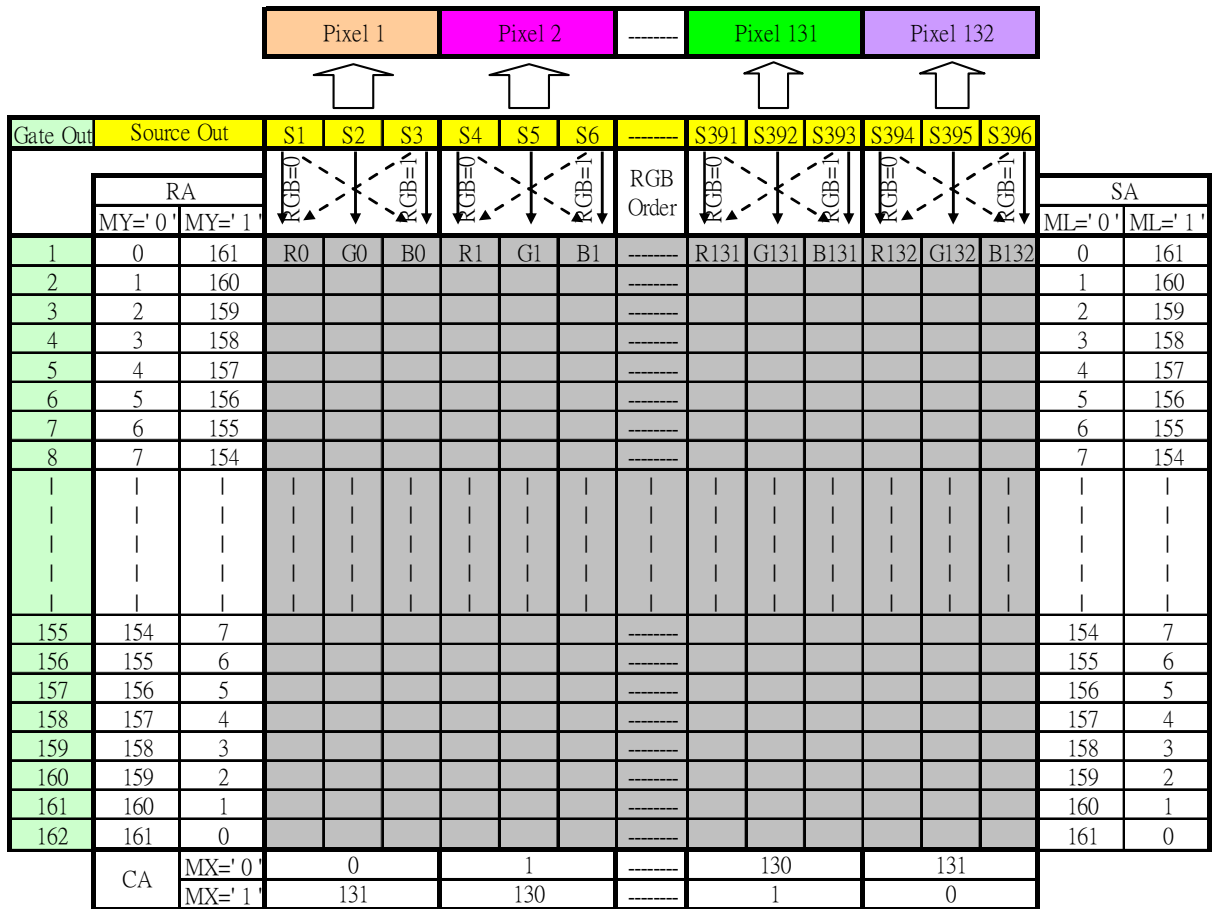 Pixel 1 Pixel 2 -------- Pixel 131 Pixel 132
Gate Out Source Out S1 S2 S3 S4 S5 S6 -------- S391 S392 S393 S394 S395 S396
RGB=0 RGB=1 RGB=0 RGB=1 RGB Order RGB=0 RGB=1 RGB=0 RGB=1
RA SA
MY=' 0 ' MY=' 1 ' ML=' 0 ' ML=' 1 '
1 0 161 R0 G0 B0 R1 G1 B1 -------- R131 G131 B131 R132 G132 B132 0 161
2 1 160 -------- 1 160
3 2 159 -------- 2 159
4 3 158 -------- 3 158
5 4 157 -------- 4 157
6 5 156 -------- 5 156
7 6 155 -------- 6 155
8 7 154 -------- 7 154
| | | | | | | | | | | | | | | | | |
| | | | | | | | | | | | | | | | | |
| | | | | | | | | | | | | | | | | |
| | | | | | | | | | | | | | | | | |
| | | | | | | | | | | | | | | | | |
155 154 7 -------- 154 7
156 155 6 -------- 155 6
157 156 5 -------- 156 5
158 157 4 -------- 157 4
159 158 3 -------- 158 3
160 159 2 -------- 159 2
161 160 1 -------- 160 1
162 161 0 -------- 161 0
CA MX=' 0 ' 0 1 -------- 130 131
MX=' 1 ' 131 130 -------- 1 0